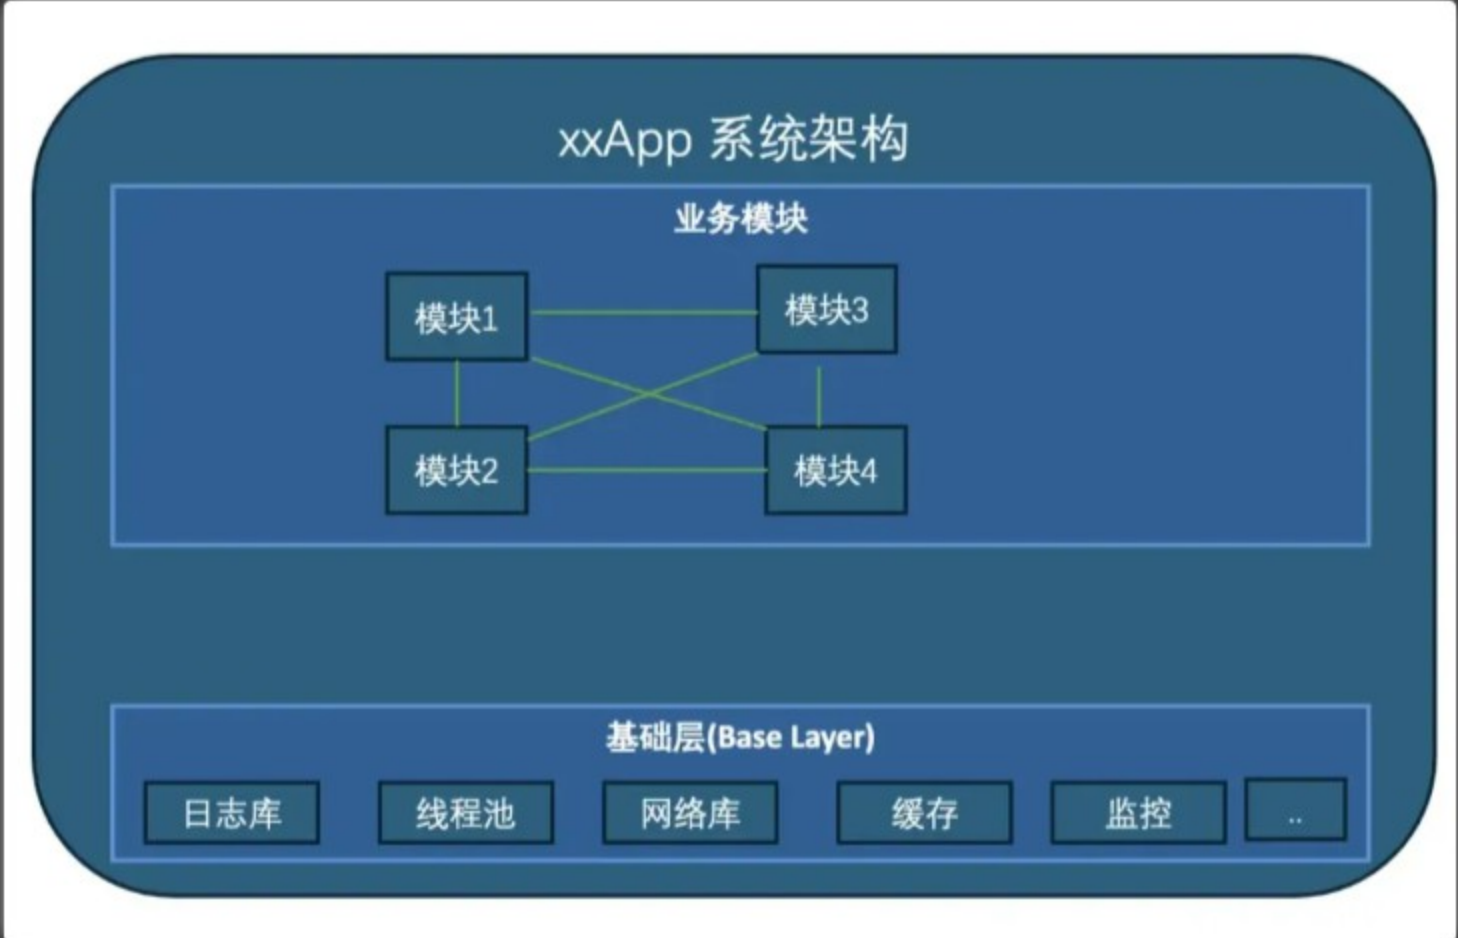 xxApp 系统架构
业务模块
模块1
模块3
模块2
模块4
基础层(Base Layer)
日志库
线程池
网络库
缓存
监控
..